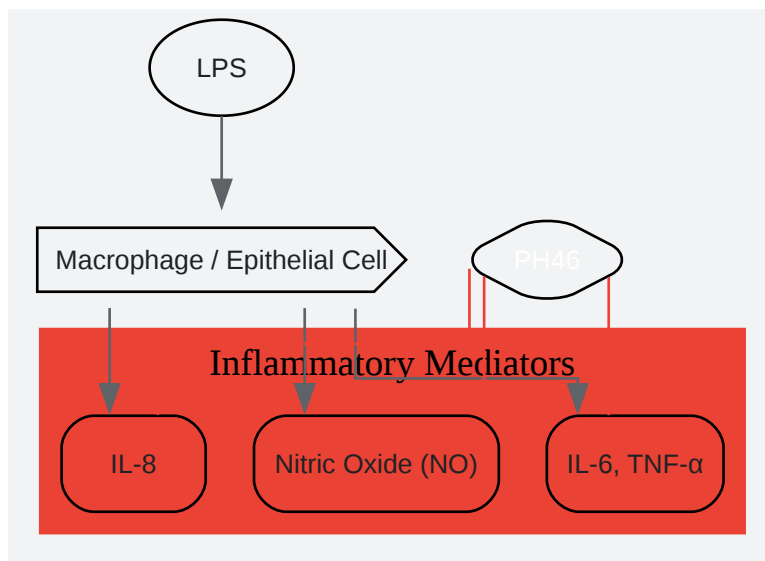 LPS
Macrophage / Epithelial Cell
PH46
Inflammatory Mediators
IL-8
Nitric Oxide (NO)
IL-6, TNF-α